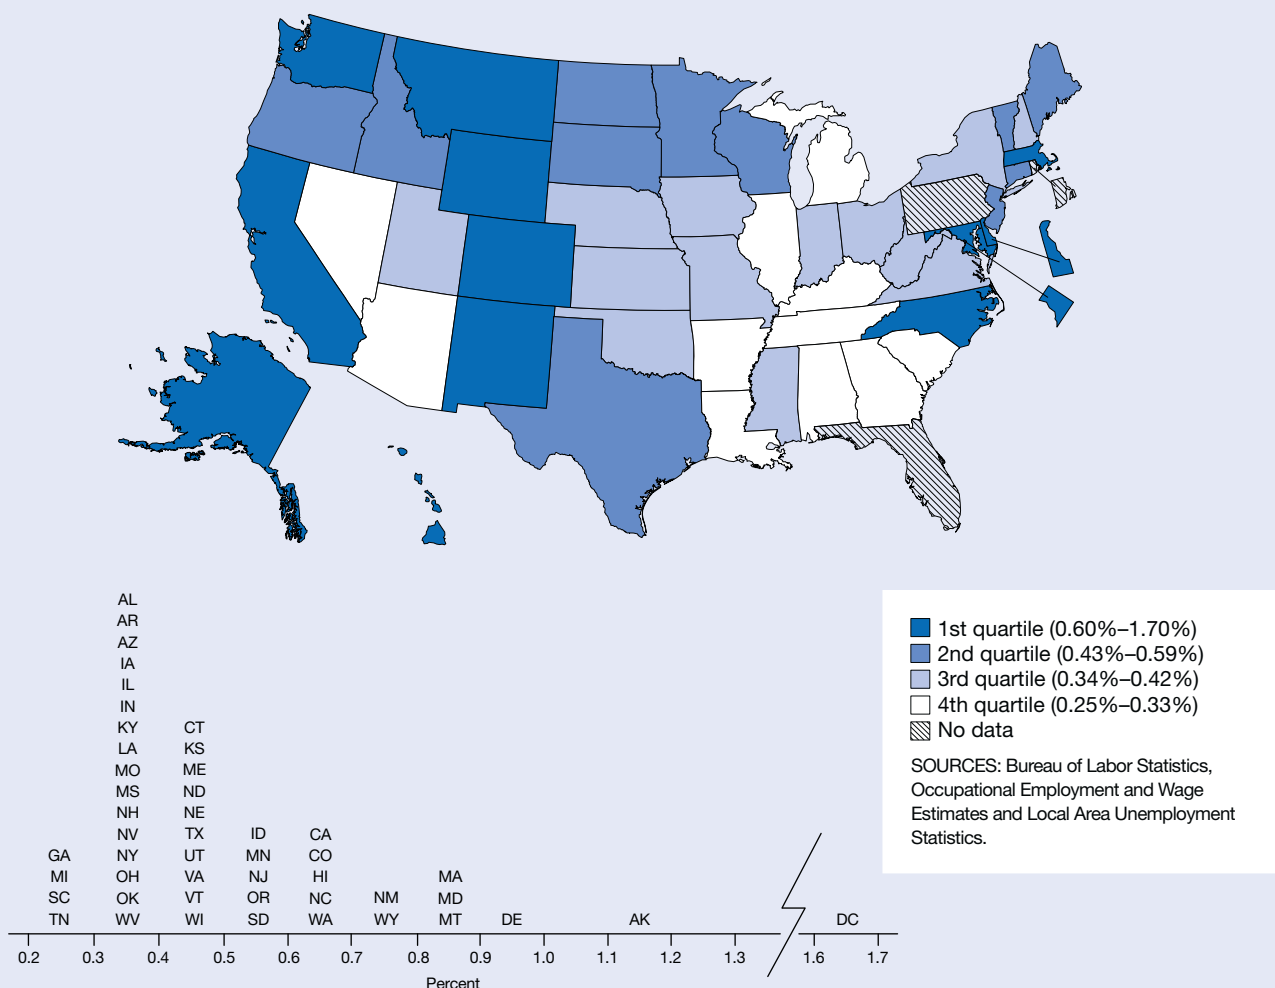 AL
AR
AZ
IA
IL
IN
KY CT
LA KS
MO ME
MS ND
NH NE
NV TX ID CA
GA NY UT MN CO
MI OH VA NJ HI MA
SC OK VT OR NC NM MD
TN WV WI SD WA WY MT DE AK DC
0.2 0.3 0.4 0.5 0.6 0.7 0.8 0.9 1.0 1.1 1.2 1.3 1.6 1.7
Percent
1st quartile (0.60%–1.70%)
2nd quartile (0.43%–0.59%)
3rd quartile (0.34%–0.42%)
4th quartile (0.25%–0.33%)
No data
SOURCES: Bureau of Labor Statistics,
Occupational Employment and Wage
Estimates and Local Area Unemployment
Statistics.